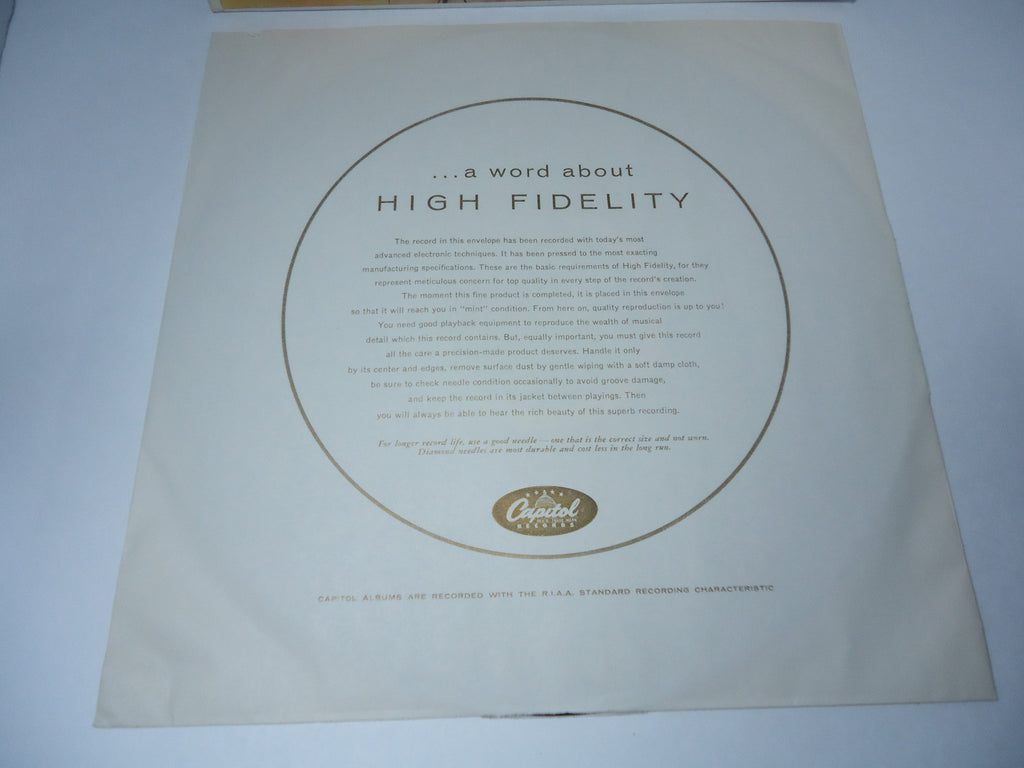 ...a word about
HIGH FIDELITY
The record in this envelope has been recorded with today's most
advanced electronic techniques. It has been pressed to the most exacting
manufacturing specifications. These are the basic requirements of High Fidelity, for they
represent meticulous concern for top quality in every step of the record's creation.
The moment this fine product is completed, it is placed in this envelope
so that it will reach you in "mint" condition. From here on, quality reproduction is up to you!
You need good playback equipment to reproduce the wealth of musical
detail which this record contains. But, equally important, you must give this record
all the care a precision-made product deserves. Handle it only
by its center and edges, remove surface dust by gentle wiping with a soft damp cloth,
be sure to check needle condition occasionally to avoid groove damage,
and keep the record in its jacket between playings. Then
you will always be able to hear the rich beauty of this superb recording.
For longer record life, use a good needle — one that is the correct size and not worn.
Diamond needles are most durable and cost less in the long run.
Capitol
RECORDS
CAPITOL ALBUMS ARE RECORDED WITH THE R.I.A.A. STANDARD RECORDING CHARACTERISTIC